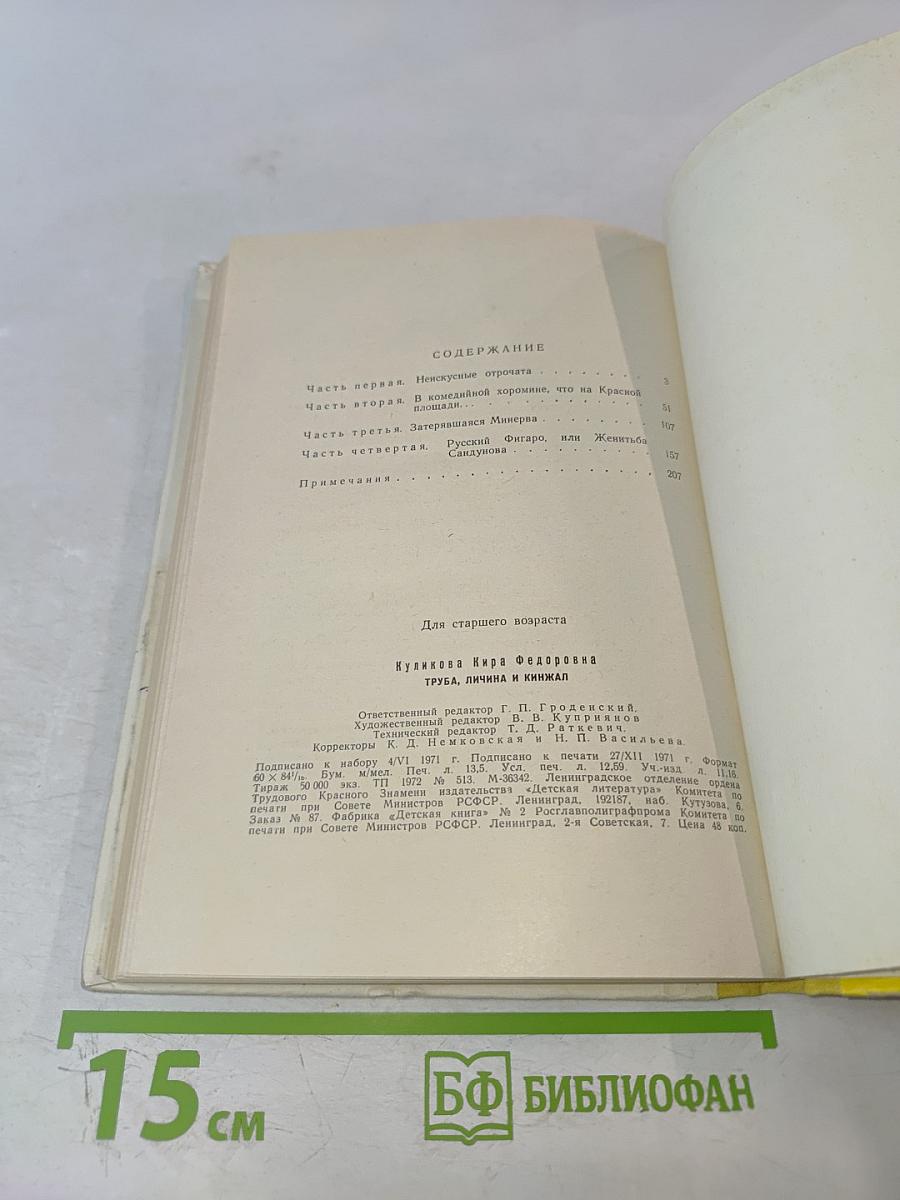 СОДЕРЖАНИЕ
Часть первая. Неискусные отрочата . . . . . . . . 3
Часть вторая. В комедийной хоромине, что на Красной
площади. . . . . . . . . . . . . . . . 51
Часть третья. Затерявшаяся Минерва . . . . . . . 107
Часть четвертая. Русский Фигаро, или Женитьба
Сандунова . . . . . . . . . . 157
Примечания . . . . . . . . . . . . . . . . . . 207
Для старшего возраста
Куликова Кира Федоровна
ТРУБА, ЛИЧИНА И КИНЖАЛ
Ответственный редактор Г. П. Гроденский.
Художественный редактор В. В. Куприянов
Технический редактор Т. Д. Раткевич.
Корректоры К. Д. Немковская и Н. П. Васильева.
Подписано к набору 4/VI 1971 г. Подписано к печати 27/XII 1971 г. Формат
60 × 84¹/₁₆. Бум. м/мел. Печ. л. 13,5. Усл. печ. л. 12,59. Уч.-изд. л. 11,16.
Тираж 50 000 экз. ТП 1972 № 513. М-36342. Ленинградское отделение ордена
Трудового Красного Знамени издательства «Детская литература» Комитета по
печати при Совете Министров РСФСР. Ленинград, 192187, наб. Кутузова, 6.
Заказ № 87. Фабрика «Детская книга» № 2 Росглавполиграфпрома Комитета по
печати при Совете Министров РСФСР. Ленинград, 2-я Советская, 7. Цена 48 коп.
15 см
БФ БИБЛИОФАН